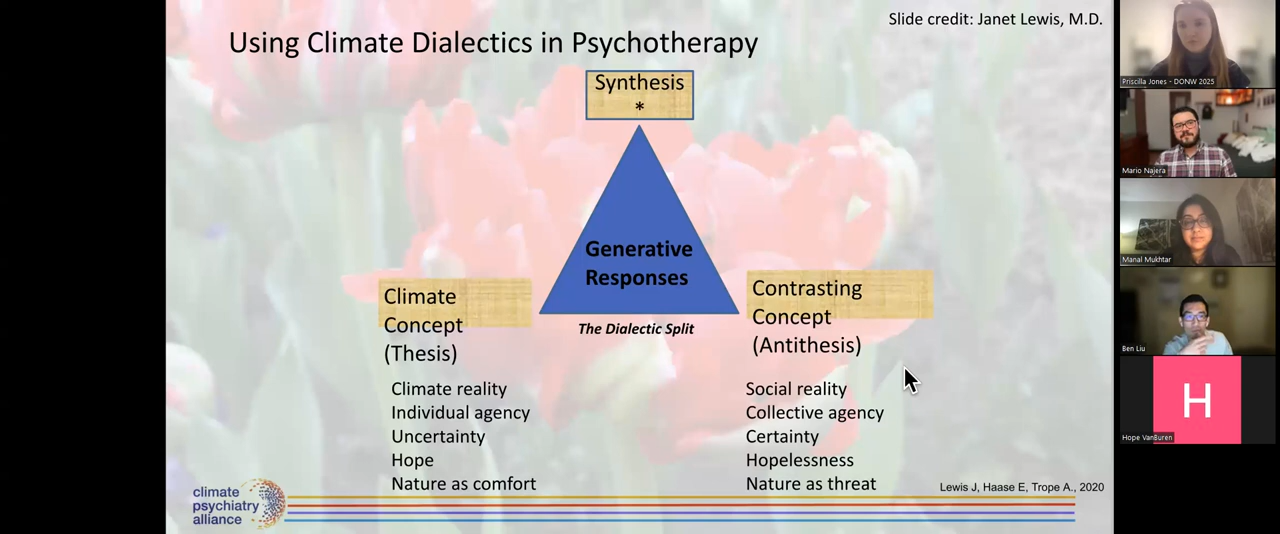 Slide credit: Janet Lewis, M.D.
Using Climate Dialectics in Psychotherapy
Synthesis
*
Generative
Responses
The Dialectic Split
Climate
Concept
(Thesis)
Climate reality
Individual agency
Uncertainty
Hope
Nature as comfort
Contrasting
Concept
(Antithesis)
Social reality
Collective agency
Certainty
Hopelessness
Nature as threat
Lewis J, Haase E, Trope A., 2020
climate
psychiatry
alliance
Priscilla Jones - DONW 2025
Mario Najera
Manal Mukhtar
Ben Liu
H
Hope VanBuren